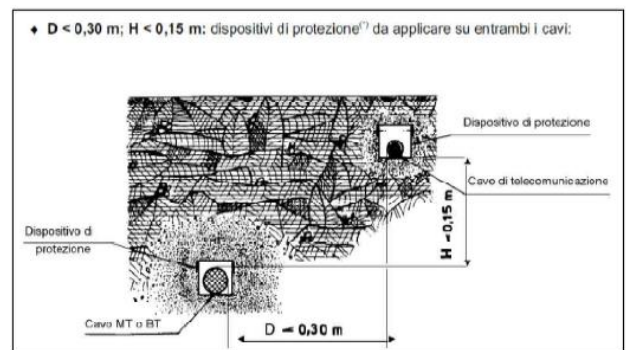 ♦ D < 0,30 m; H < 0,15 m: dispositivi di protezione(*) da applicare su entrambi i cavi:
Dispositivo di protezione
Cavo di telecomunicazione
H < 0,15 m
Dispositivo di
protezione
Cavo MT o BT
D < 0,30 m